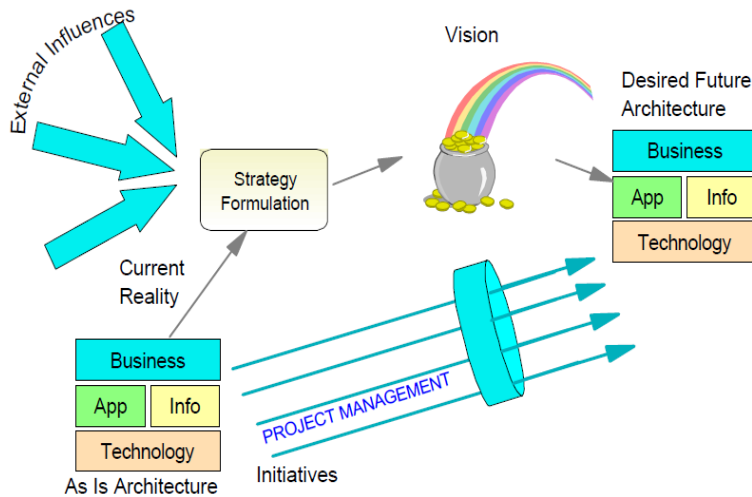 External Influences
Vision
Desired Future
Architecture
Business
App
Info
Technology
Strategy
Formulation
Current
Reality
Business
App
Info
Technology
As Is Architecture
PROJECT MANAGEMENT
Initiatives